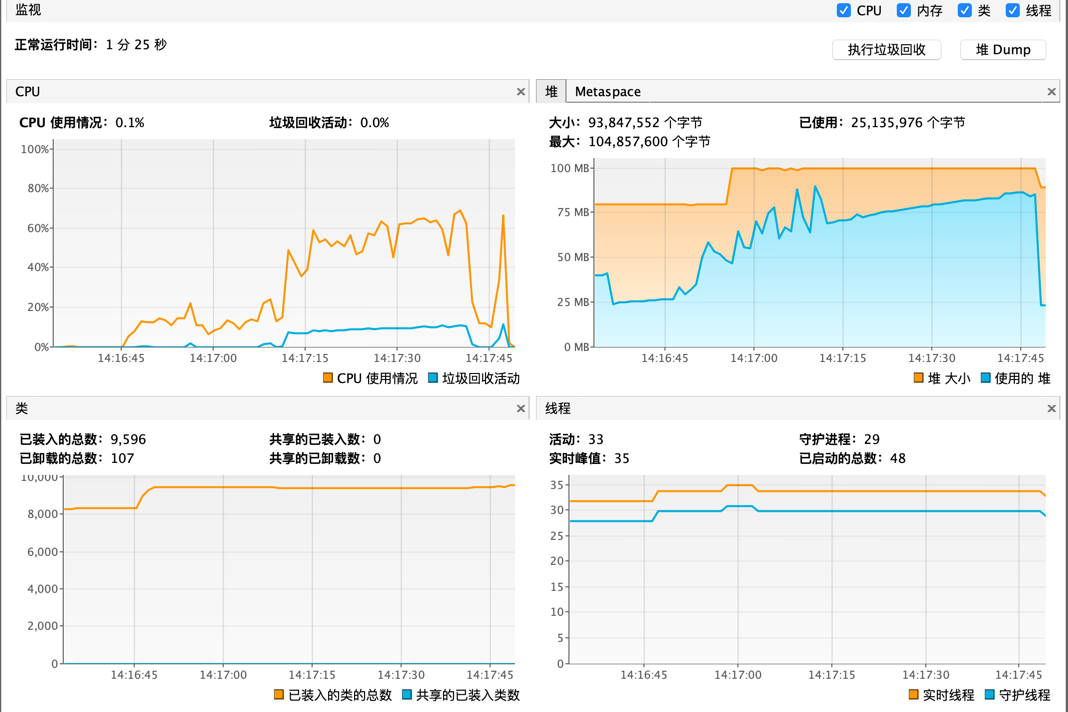 监视
CPU 内存 类 线程
正常运行时间：1 分 25 秒
执行垃圾回收 堆 Dump
CPU
CPU 使用情况：0.1% 垃圾回收活动：0.0%
100%
80%
60%
40%
20%
0%
14:16:45 14:17:00 14:17:15 14:17:30 14:17:45
CPU 使用情况 垃圾回收活动
堆 Metaspace
大小：93,847,552 个字节 已使用：25,135,976 个字节
最大：104,857,600 个字节
100 MB
75 MB
50 MB
25 MB
0 MB
14:16:45 14:17:00 14:17:15 14:17:30 14:17:45
堆 大小 使用的 堆
类
已装入的总数：9,596 共享的已装入数：0
已卸载的总数：107 共享的已卸载数：0
10,000
8,000
6,000
4,000
2,000
0
14:16:45 14:17:00 14:17:15 14:17:30 14:17:45
已装入的类的总数 共享的已装入类数
线程
活动：33 守护进程：29
实时峰值：35 已启动的总数：48
35
30
25
20
15
10
5
0
14:16:45 14:17:00 14:17:15 14:17:30 14:17:45
实时线程 守护线程